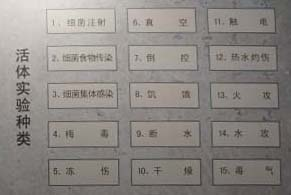 活体实验种类
1、细菌注射
2、细菌食物传染
3、细菌集体感染
4、梅毒
5、冻伤
6、真空
7、倒控
8、饥饿
9、断水
10、干燥
11、触电
12、热水灼伤
13、火攻
14、水攻
15、毒气